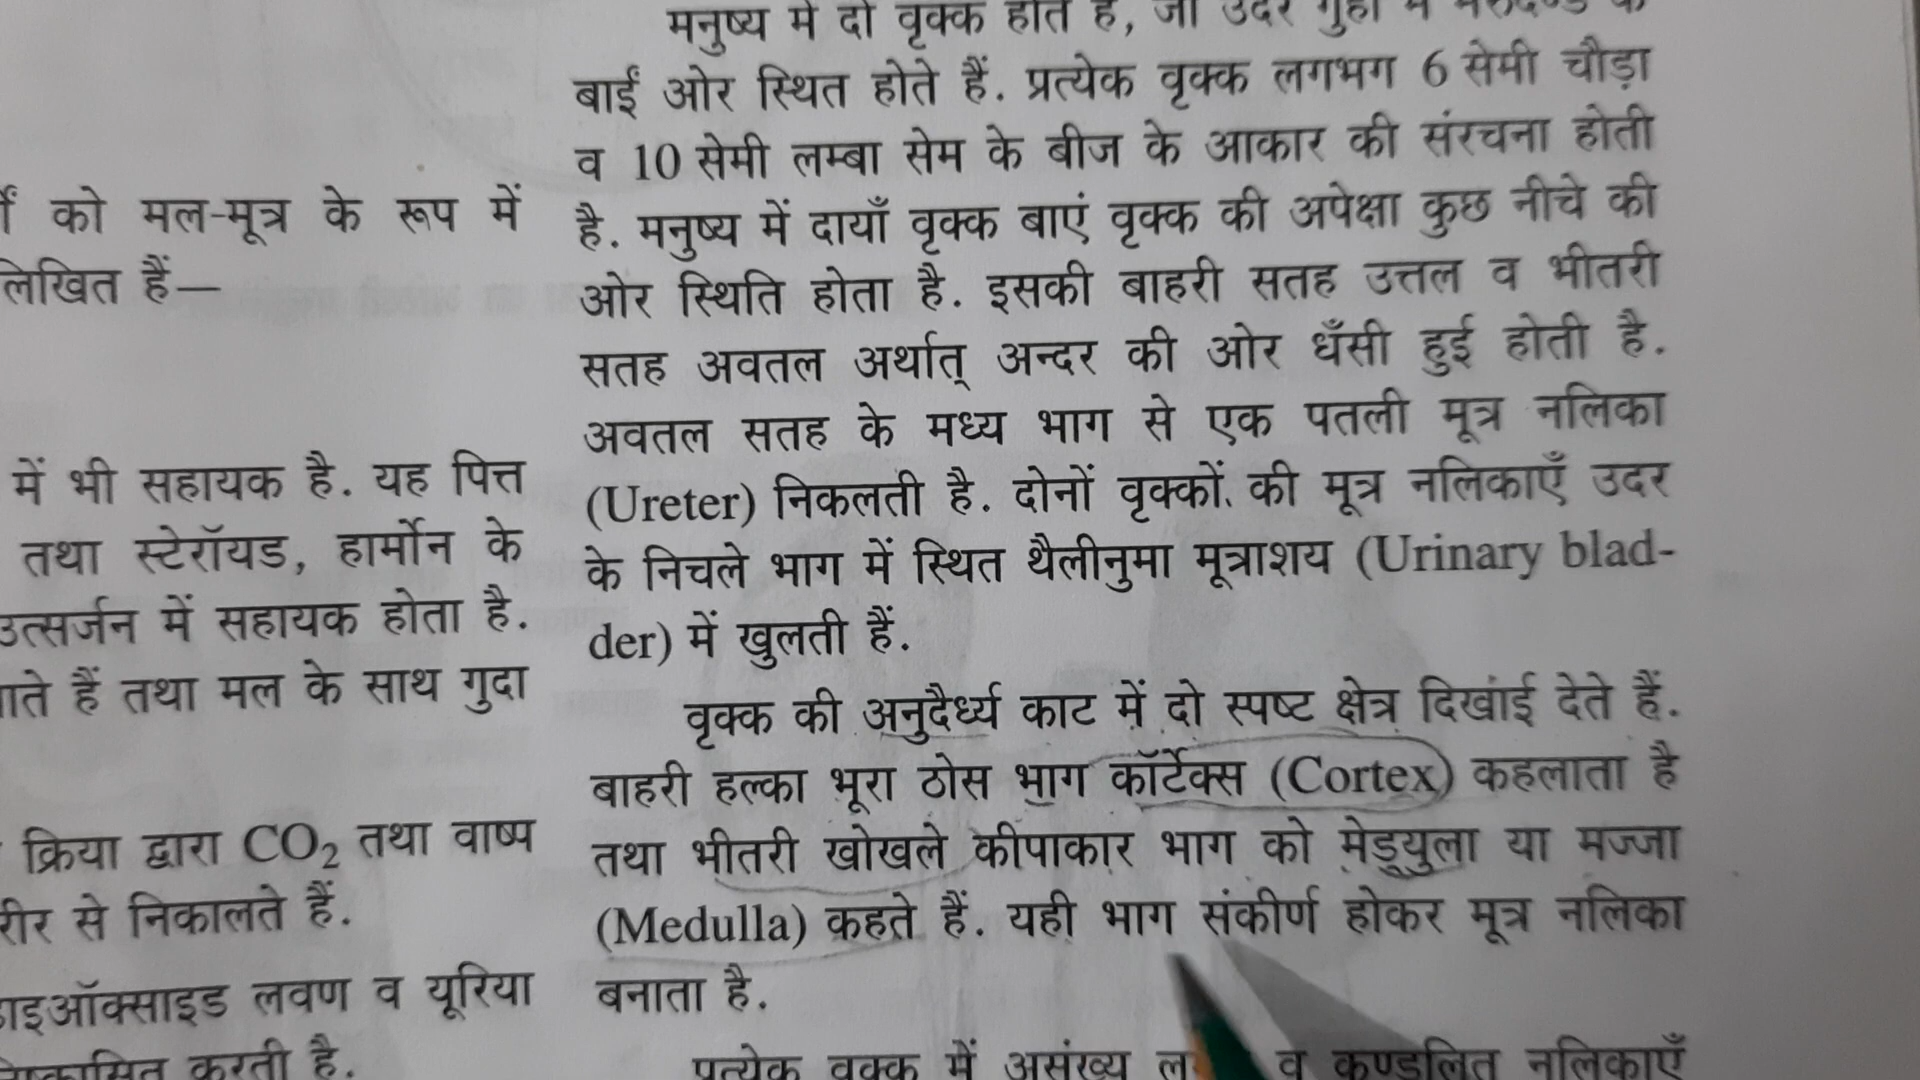 र्थों को मल-मूत्र के रूप में
लिखित हैं—
में भी सहायक है. यह पित्त
तथा स्टेरॉयड, हार्मोन के
उत्सर्जन में सहायक होता है.
जाते हैं तथा मल के साथ गुदा
क्रिया द्वारा CO₂ तथा वाष्प
शरीर से निकालते हैं.
डाइऑक्साइड लवण व यूरिया
निष्कासित करती है.
मनुष्य में दो वृक्क होते हैं, जो उदर गुहा में मेरुदण्ड के
बाईं ओर स्थित होते हैं. प्रत्येक वृक्क लगभग 6 सेमी चौड़ा
व 10 सेमी लम्बा सेम के बीज के आकार की संरचना होती
है. मनुष्य में दायाँ वृक्क बाएं वृक्क की अपेक्षा कुछ नीचे की
ओर स्थिति होता है. इसकी बाहरी सतह उत्तल व भीतरी
सतह अवतल अर्थात् अन्दर की ओर धँसी हुई होती है.
अवतल सतह के मध्य भाग से एक पतली मूत्र नलिका
(Ureter) निकलती है. दोनों वृक्कों. की मूत्र नलिकाएँ उदर
के निचले भाग में स्थित थैलीनुमा मूत्राशय (Urinary blad-
der) में खुलती हैं.
वृक्क की अनुदैर्ध्य काट में दो स्पष्ट क्षेत्र दिखाई देते हैं.
बाहरी हल्का भूरा ठोस भाग कॉर्टेक्स (Cortex) कहलाता है
तथा भीतरी खोखले कीपाकार भाग को मेड्युला या मज्जा
(Medulla) कहते हैं. यही भाग संकीर्ण होकर मूत्र नलिका
बनाता है.
प्रत्येक वृक्क में असंख्य व कुण्डलित नलिकाएँ